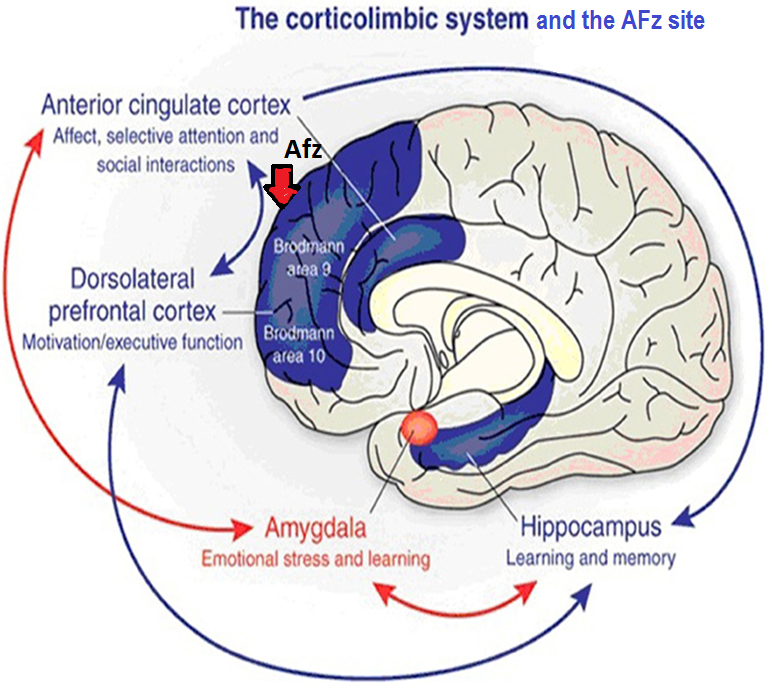 The corticolimbic system and the AFz site
Anterior cingulate cortex
Affect, selective attention and
social interactions
Afz
Brodmann
area 9
Dorsolateral
prefrontal cortex
Motivation/executive function
Brodmann
area 10
Amygdala
Emotional stress and learning
Hippocampus
Learning and memory